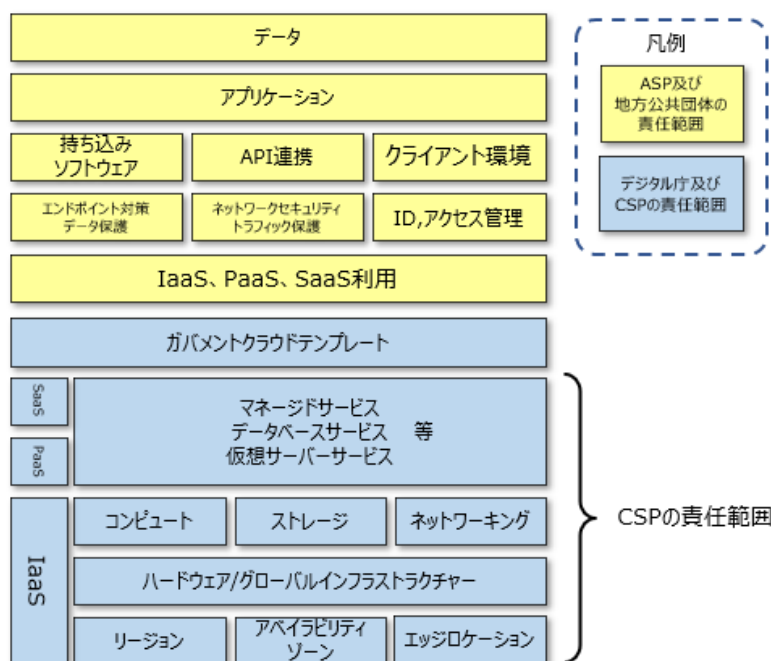 データ
アプリケーション
持ち込み
ソフトウェア
API連携
クライアント環境
エンドポイント対策
データ保護
ネットワークセキュリティ
トラフィック保護
ID,アクセス管理
IaaS、PaaS、SaaS利用
ガバメントクラウドテンプレート
SaaS
PaaS
マネージドサービス
データベースサービス 等
仮想サーバーサービス
IaaS
コンピュート
ストレージ
ネットワーキング
ハードウェア/グローバルインフラストラクチャー
リージョン
アベイラビリティ
ゾーン
エッジロケーション
CSPの責任範囲
凡例
ASP及び
地方公共団体の
責任範囲
デジタル庁及び
CSPの責任範囲